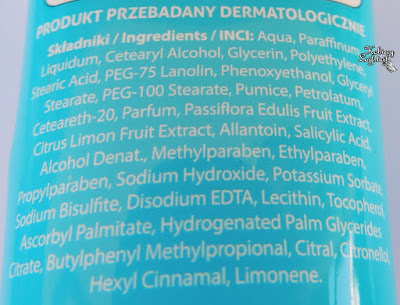 PRODUKT PRZEBADANY DERMATOLOGICZNIE
Składniki / Ingredients / INCI: Aqua, Paraffinum
Liquidum, Cetearyl Alcohol, Glycerin, Polyethylene,
Stearic Acid, PEG-75 Lanolin, Phenoxyethanol, Glyceryl
Stearate, PEG-100 Stearate, Pumice, Petrolatum,
Ceteareth-20, Parfum, Passiflora Edulis Fruit Extract,
Citrus Limon Fruit Extract, Allantoin, Salicylic Acid,
Alcohol Denat., Methylparaben, Ethylparaben,
Propylparaben, Sodium Hydroxide, Potassium Sorbate,
Sodium Bisulfite, Disodium EDTA, Lecithin, Tocopherol,
Ascorbyl Palmitate, Hydrogenated Palm Glycerides
Citrate, Butylphenyl Methylpropional, Citral, Citronellol,
Hexyl Cinnamal, Limonene.